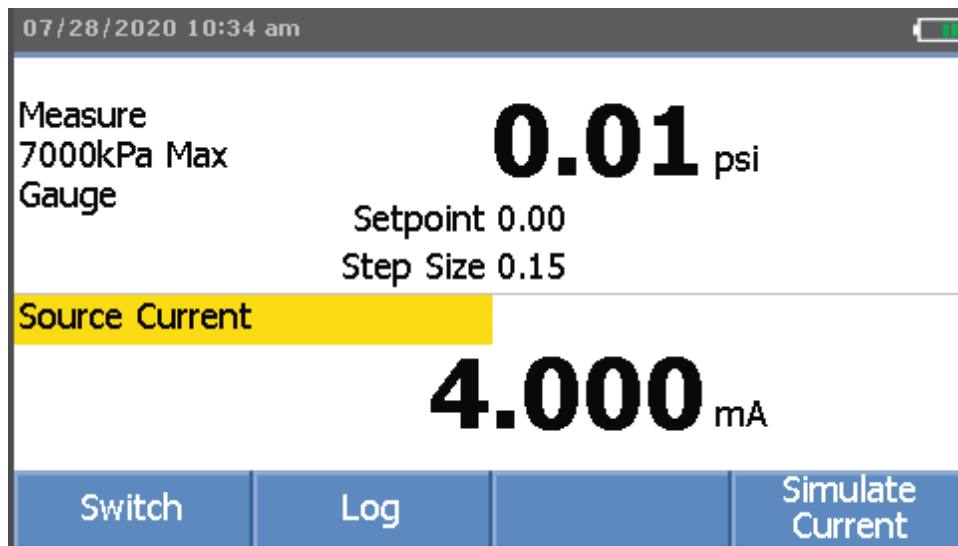 07/28/2020 10:34 am
Measure
7000kPa Max
Gauge
0.01 psi
Setpoint 0.00
Step Size 0.15
Source Current
4.000 mA
Switch
Log
Simulate
Current